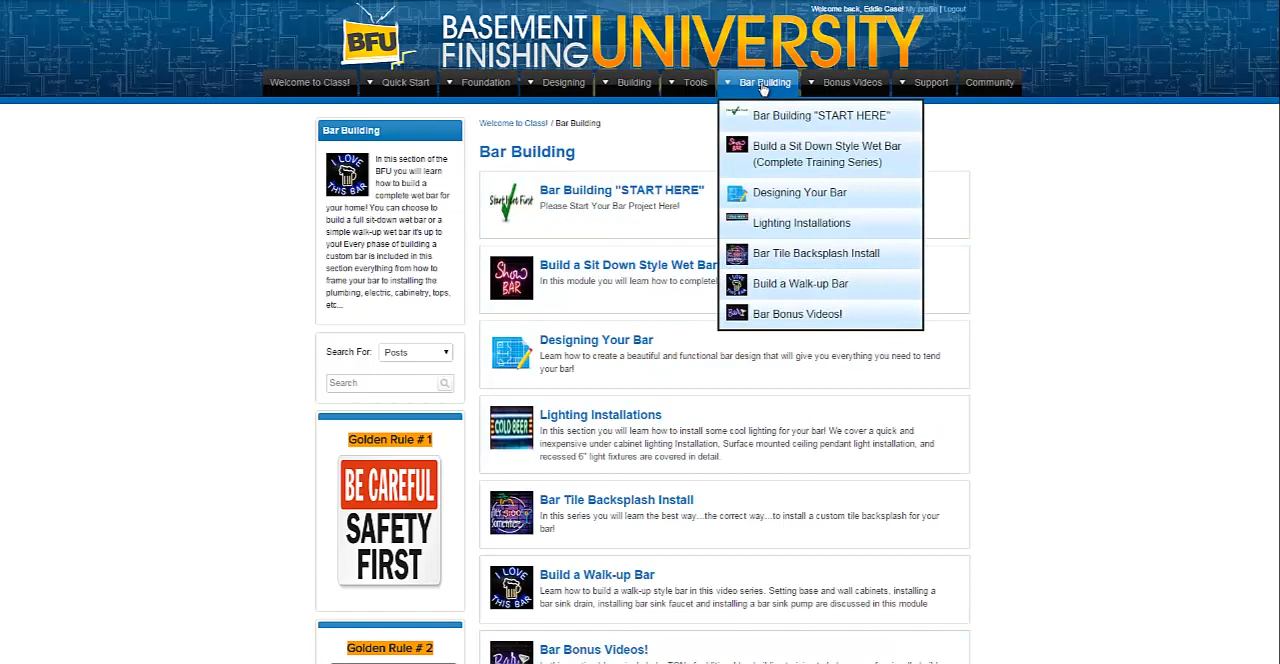 Welcome back, Eddie Case! My profile | Logout
BFU
BASEMENT
FINISHING
UNIVERSITY
Welcome to Class!
Quick Start
Foundation
Designing
Building
Tools
Bar Building
Bonus Videos
Support
Community
Bar Building "START HERE"
Build a Sit Down Style Wet Bar
(Complete Training Series)
Designing Your Bar
Lighting Installations
Bar Tile Backsplash Install
Build a Walk-up Bar
Bar Bonus Videos!
Bar Building
I LOVE
THIS BAR
In this section of the
BFU you will learn
how to build a
complete wet bar for
your home! You can choose to
build a full sit-down wet bar or a
simple walk-up wet bar it's up to
you! Every phase of building a
custom bar is included in this
section everything from how to
frame your bar to installing the
plumbing, electric, cabinetry, tops,
etc...
Search For:
Posts
Search
Golden Rule # 1
BE CAREFUL
SAFETY
FIRST
Golden Rule # 2
Welcome to Class! / Bar Building
Bar Building
Start Here First
Bar Building "START HERE"
Please Start Your Bar Project Here!
Show
BAR
Build a Sit Down Style Wet Bar
In this module you will learn how to complete
Designing Your Bar
Learn how to create a beautiful and functional bar design that will give you everything you need to tend
your bar!
COLD BEER
Lighting Installations
In this section you will learn how to install some cool lighting for your bar! We cover a quick and
inexpensive under cabinet lighting Installation, Surface mounted ceiling pendant light installation, and
recessed 6" light fixtures are covered in detail.
It's 5:00
Somewhere
Bar Tile Backsplash Install
In this series you will learn the best way...the correct way...to install a custom tile backsplash for your
bar!
I LOVE
THIS BAR
Build a Walk-up Bar
Learn how to build a walk-up style bar in this video series. Setting base and wall cabinets, installing a
bar sink drain, installing bar sink faucet and installing a bar sink pump are discussed in this module
Bar
Bar Bonus Videos!